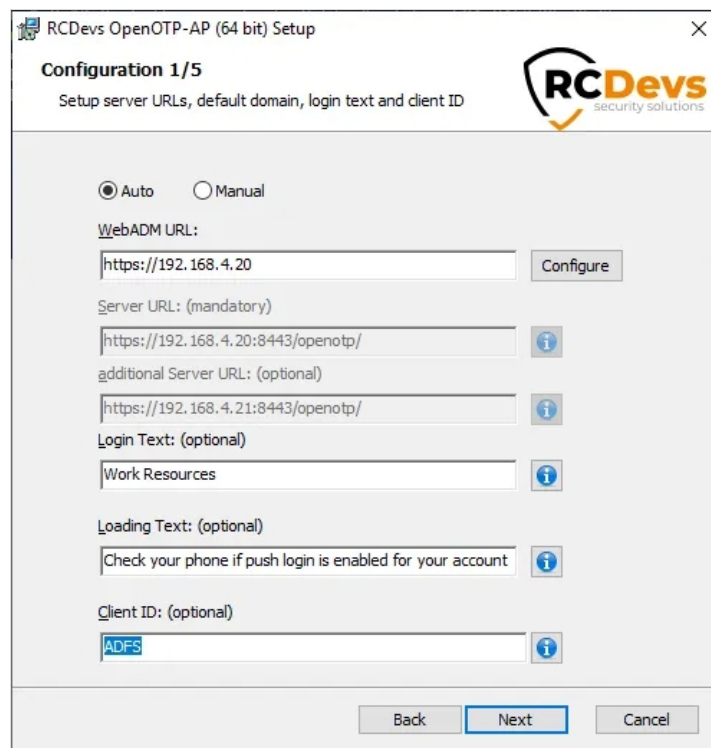 RCDevs OpenOTP-AP (64 bit) Setup
Configuration 1/5
Setup server URLs, default domain, login text and client ID
RCDevs
security solutions
Auto Manual
WebADM URL:
https://192.168.4.20 Configure
Server URL: (mandatory)
https://192.168.4.20:8443/openotp/
additional Server URL: (optional)
https://192.168.4.21:8443/openotp/
Login Text: (optional)
Work Resources
Loading Text: (optional)
Check your phone if push login is enabled for your account
Client ID: (optional)
ADFS
Back Next Cancel